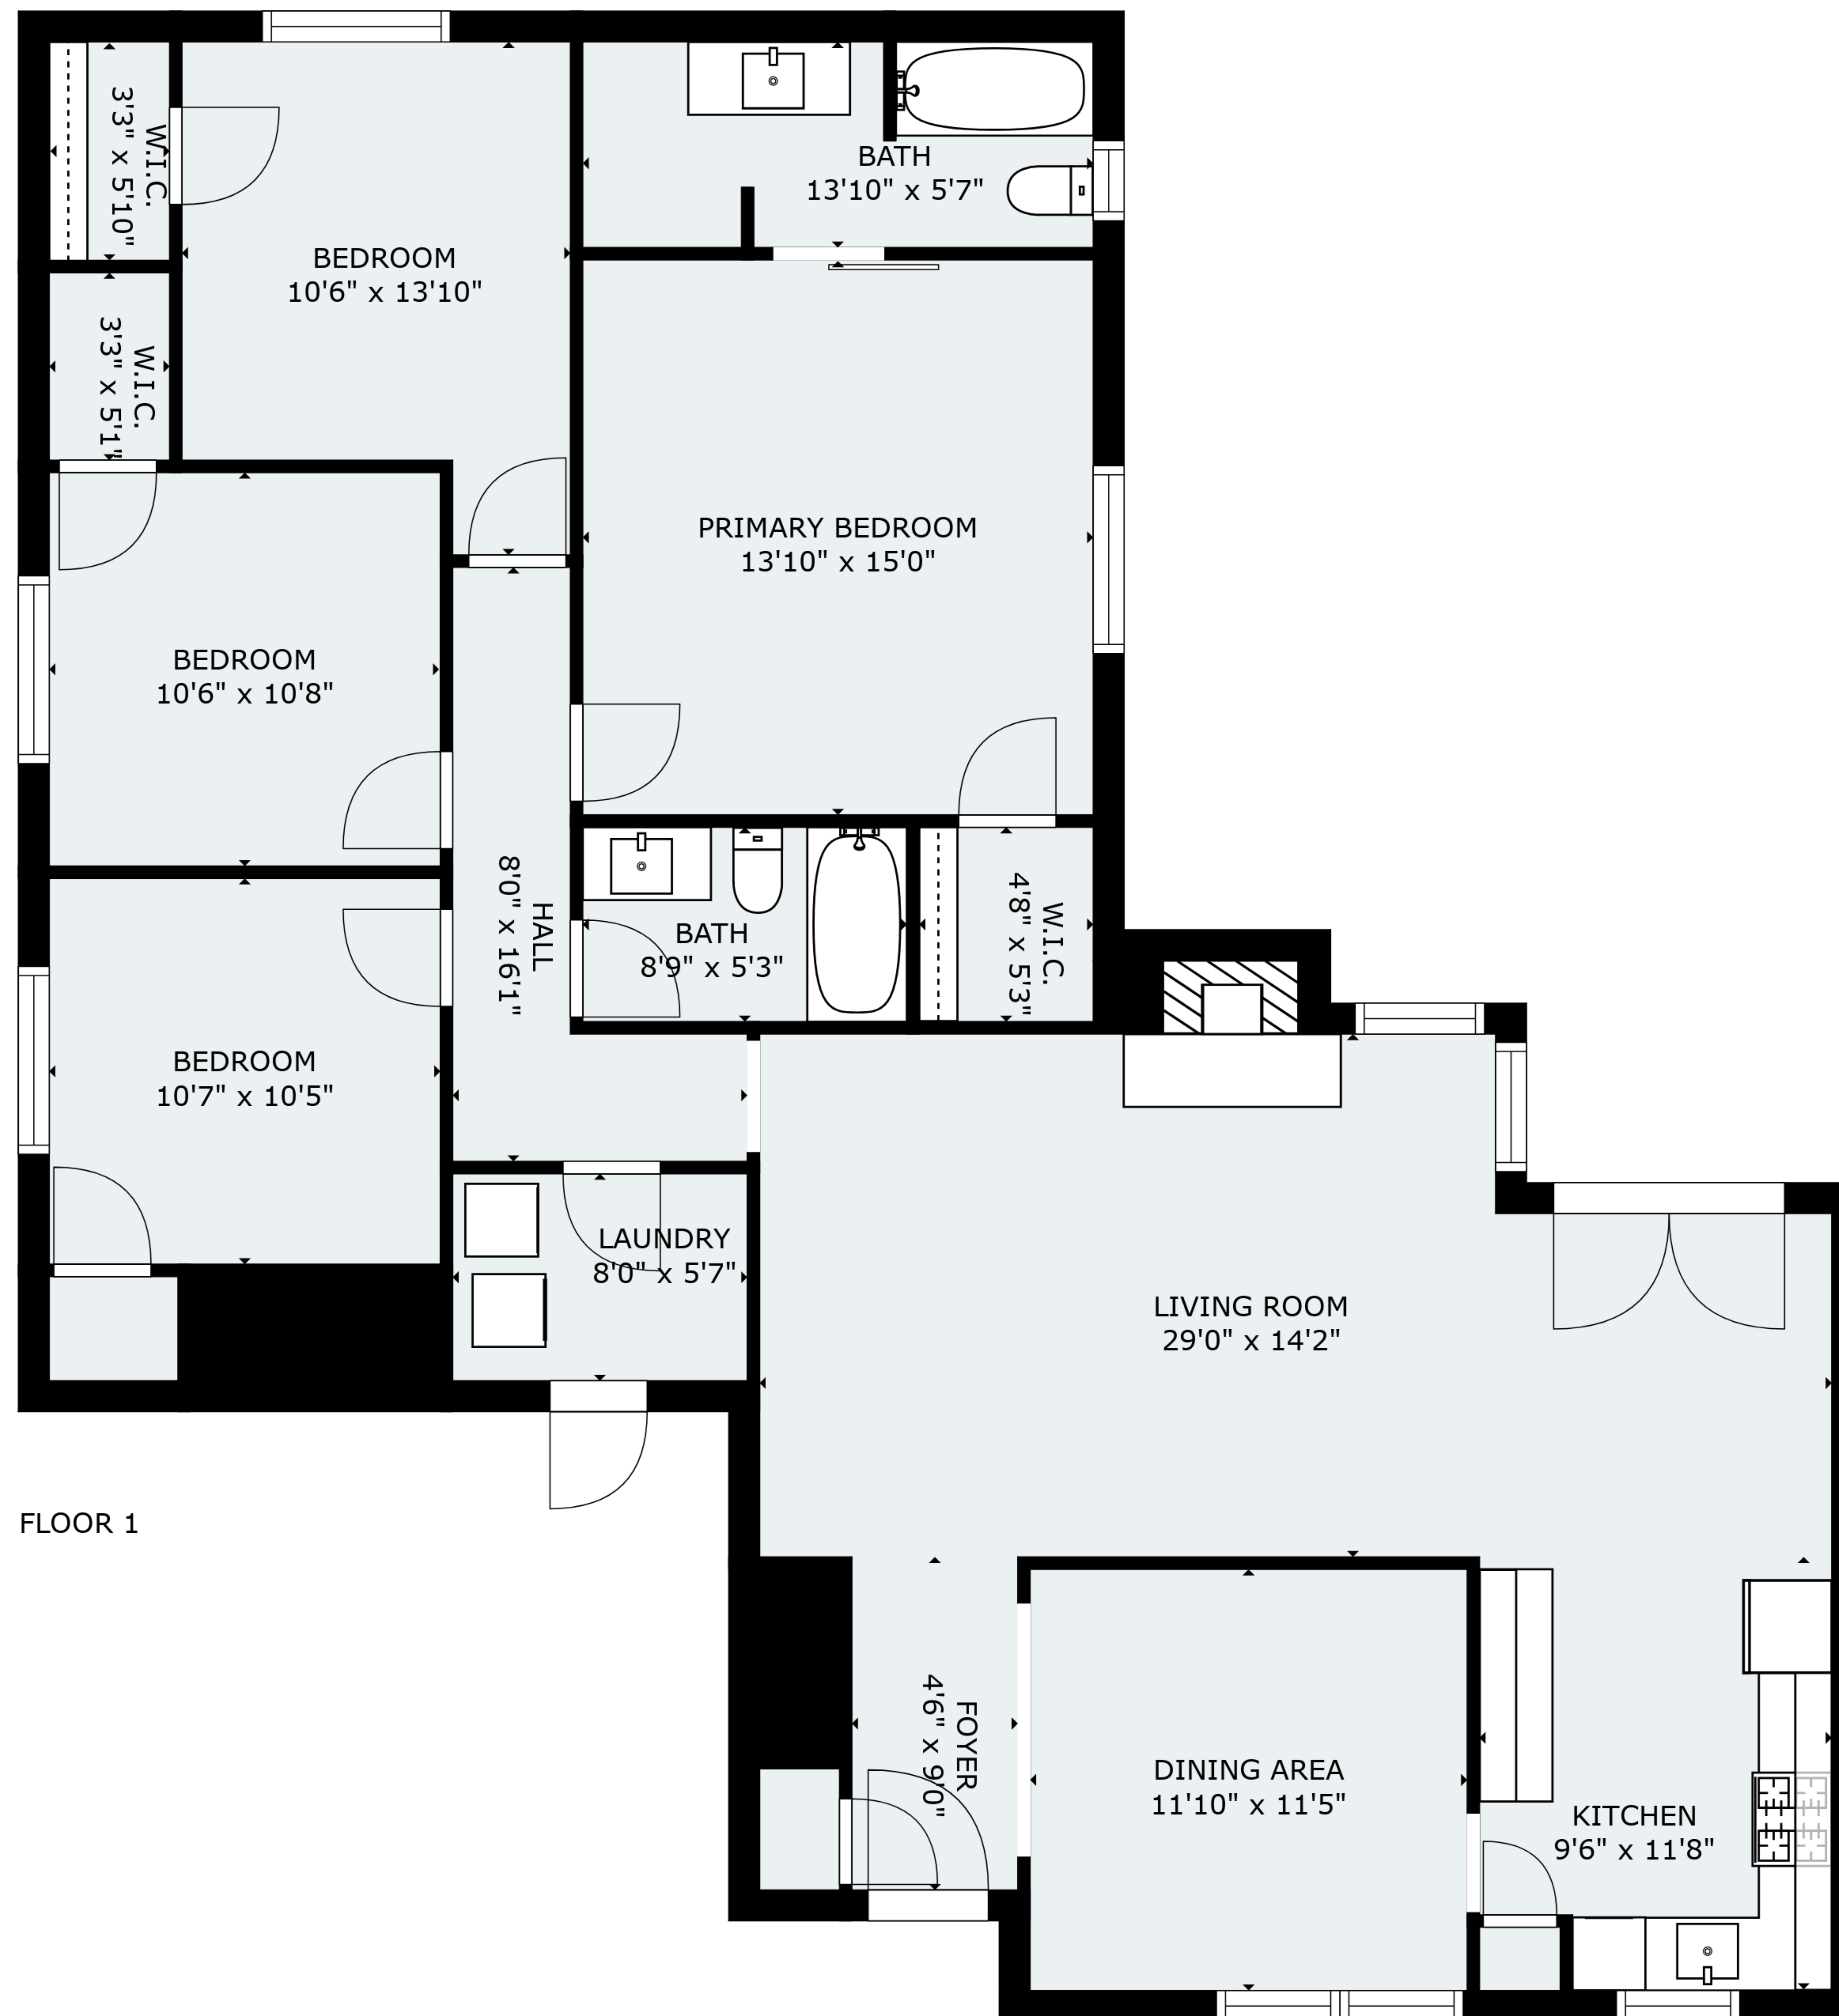 W.I.C.
3'3" x 5'10"
BEDROOM
10'6" x 13'10"
BATH
13'10" x 5'7"
W.I.C.
3'3" x 5'1"
PRIMARY BEDROOM
13'10" x 15'0"
BEDROOM
10'6" x 10'8"
HALL
8'0" x 16'1"
BATH
8'9" x 5'3"
W.I.C.
4'8" x 5'3"
BEDROOM
10'7" x 10'5"
LAUNDRY
8'0" x 5'7"
LIVING ROOM
29'0" x 14'2"
FLOOR 1
FOYER
4'6" x 9'0"
DINING AREA
11'10" x 11'5"
KITCHEN
9'6" x 11'8"